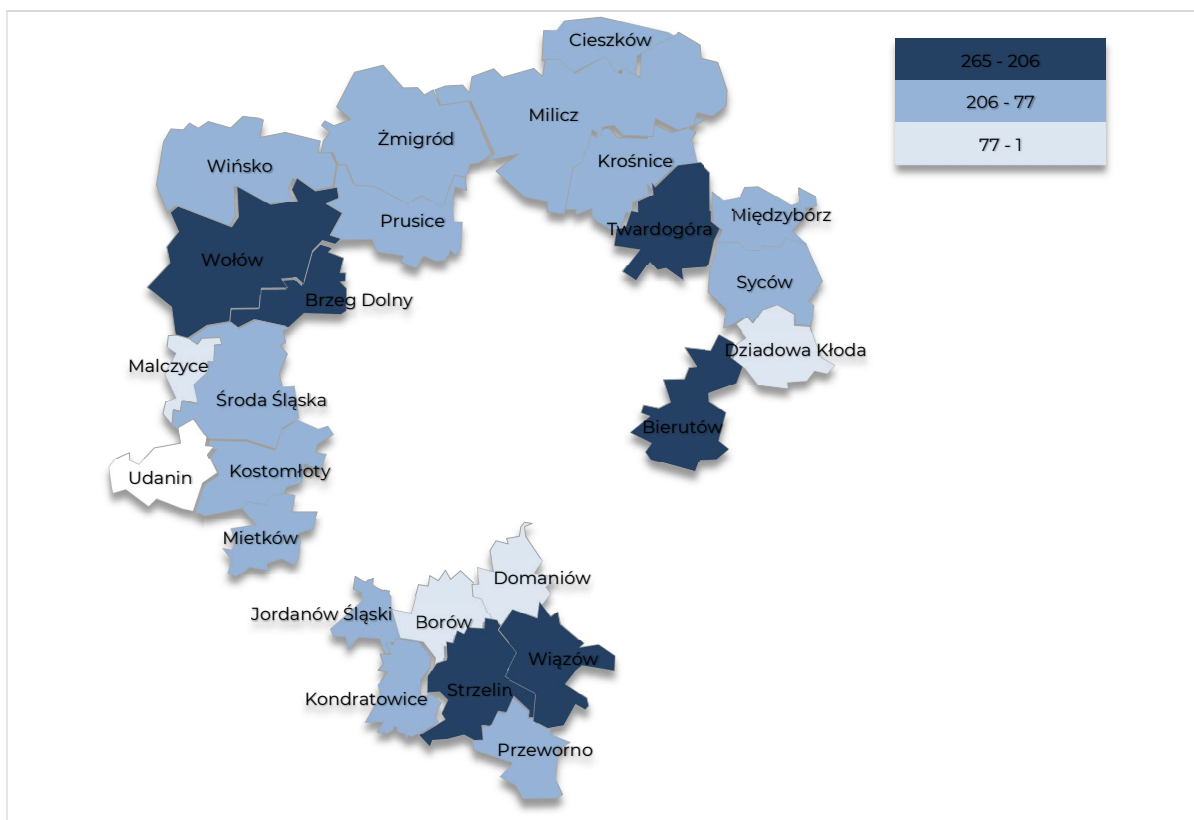 Cieszków
265 - 206
206 - 77
77 - 1
Milicz
Żmigród
Krośnice
Wińsko
Prusice
Międzybórz
Twardogóra
Wołów
Syców
Brzeg Dolny
Dziadowa Kłoda
Malczyce
Środa Śląska
Bierutów
Kostomłoty
Udanin
Mietków
Domaniów
Jordanów Śląski
Borów
Wiązów
Strzelin
Kondratowice
Przeworno